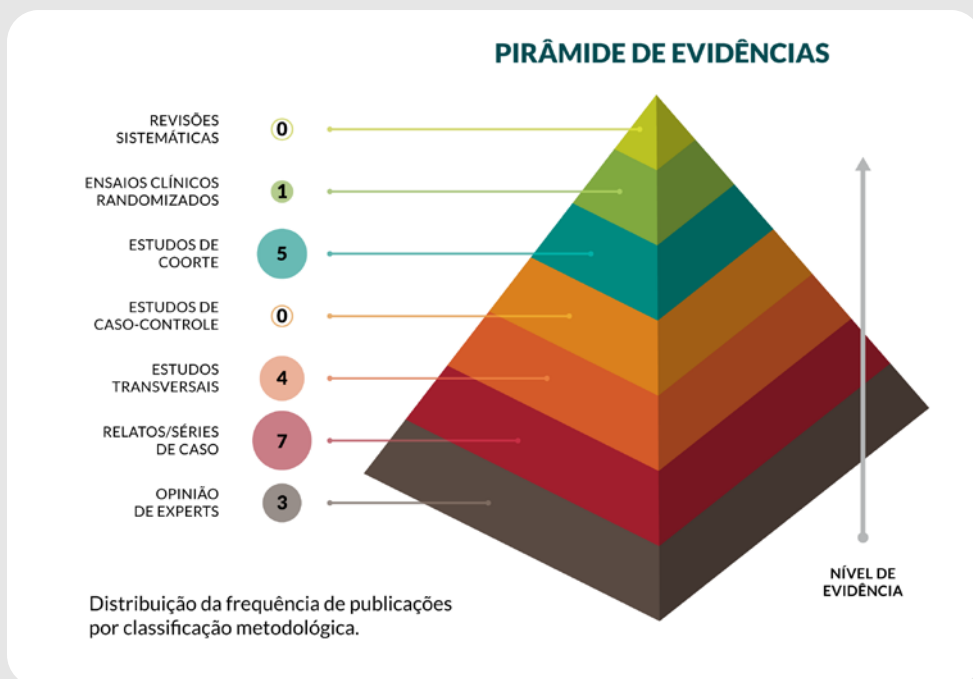 PIRÂMIDE DE EVIDÊNCIAS
REVISÕES
SISTEMÁTICAS
0
ENSAIOS CLÍNICOS
RANDOMIZADOS
1
ESTUDOS DE
COORTE
5
ESTUDOS DE
CASO-CONTROLE
0
ESTUDOS
TRANSVERSAIS
4
RELATOS/SÉRIES
DE CASO
7
OPINIÃO
DE EXPERTS
3
NÍVEL DE
EVIDÊNCIA
Distribuição da frequência de publicações
por classificação metodológica.